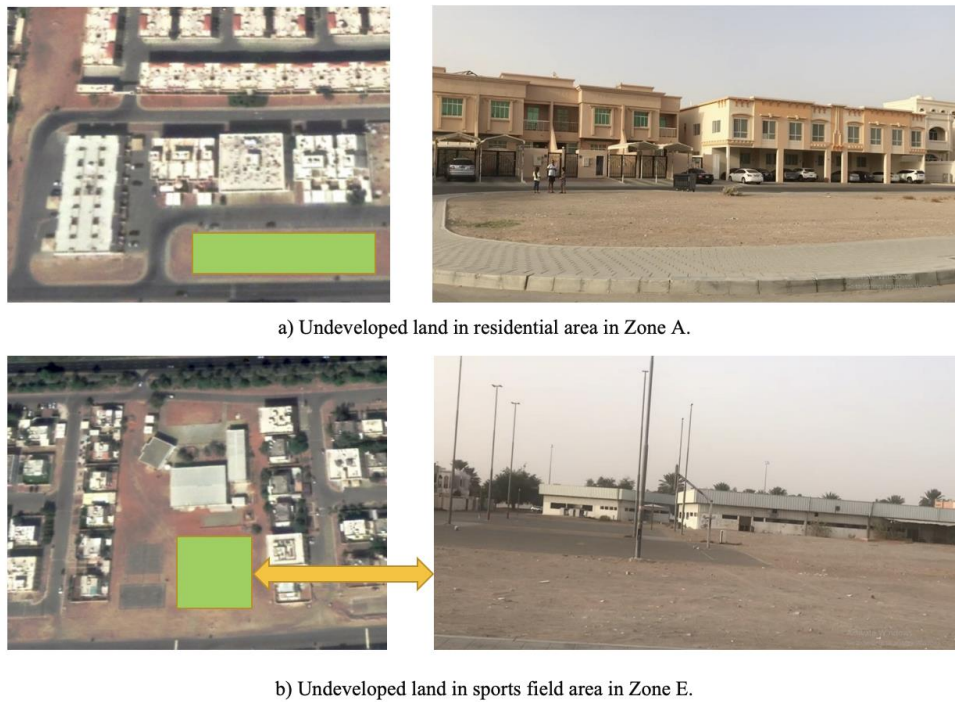 a) Undeveloped land in residential area in Zone A.
b) Undeveloped land in sports field area in Zone E.